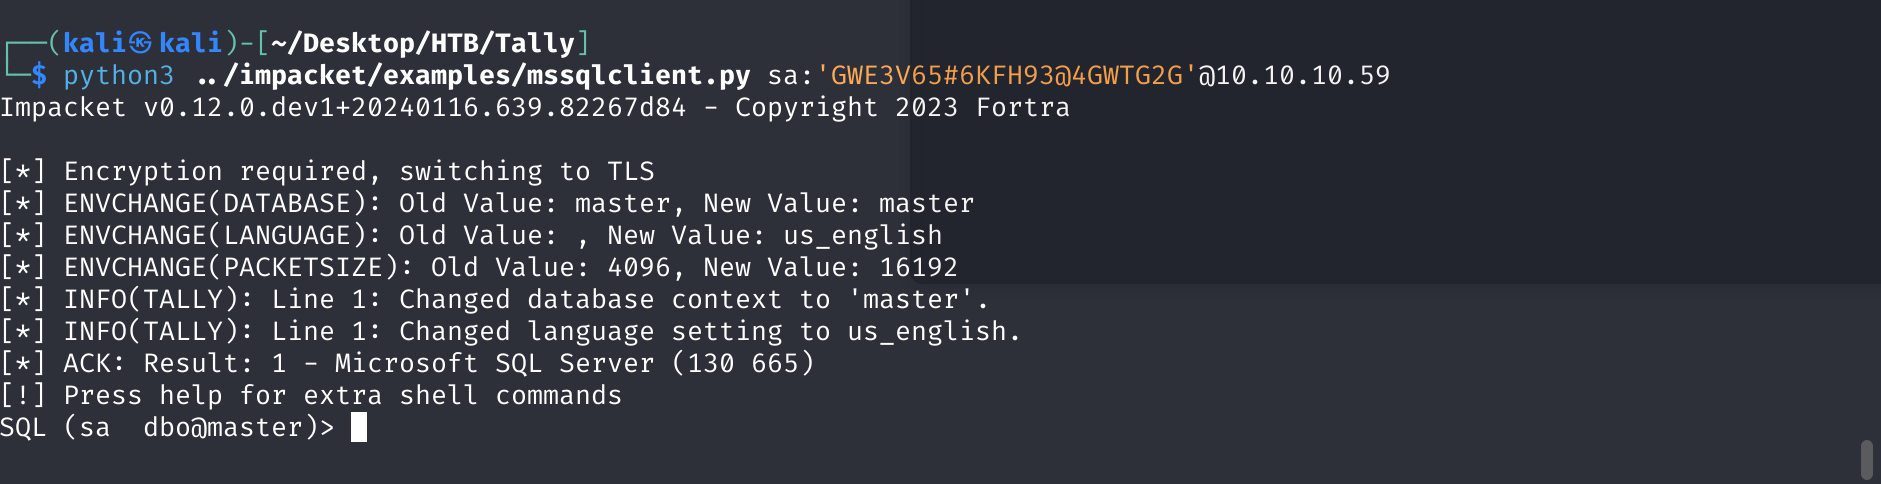 ┌──(kali㉿kali)-[~/Desktop/HTB/Tally]
└─$ python3 ../impacket/examples/mssqlclient.py sa:'GWE3V65#6KFH93@4GWTG2G'@10.10.10.59
Impacket v0.12.0.dev1+20240116.639.82267d84 - Copyright 2023 Fortra
[*] Encryption required, switching to TLS
[*] ENVCHANGE(DATABASE): Old Value: master, New Value: master
[*] ENVCHANGE(LANGUAGE): Old Value: , New Value: us_english
[*] ENVCHANGE(PACKETSIZE): Old Value: 4096, New Value: 16192
[*] INFO(TALLY): Line 1: Changed database context to 'master'.
[*] INFO(TALLY): Line 1: Changed language setting to us_english.
[*] ACK: Result: 1 - Microsoft SQL Server (130 665)
[!] Press help for extra shell commands
SQL (sa  dbo@master)>